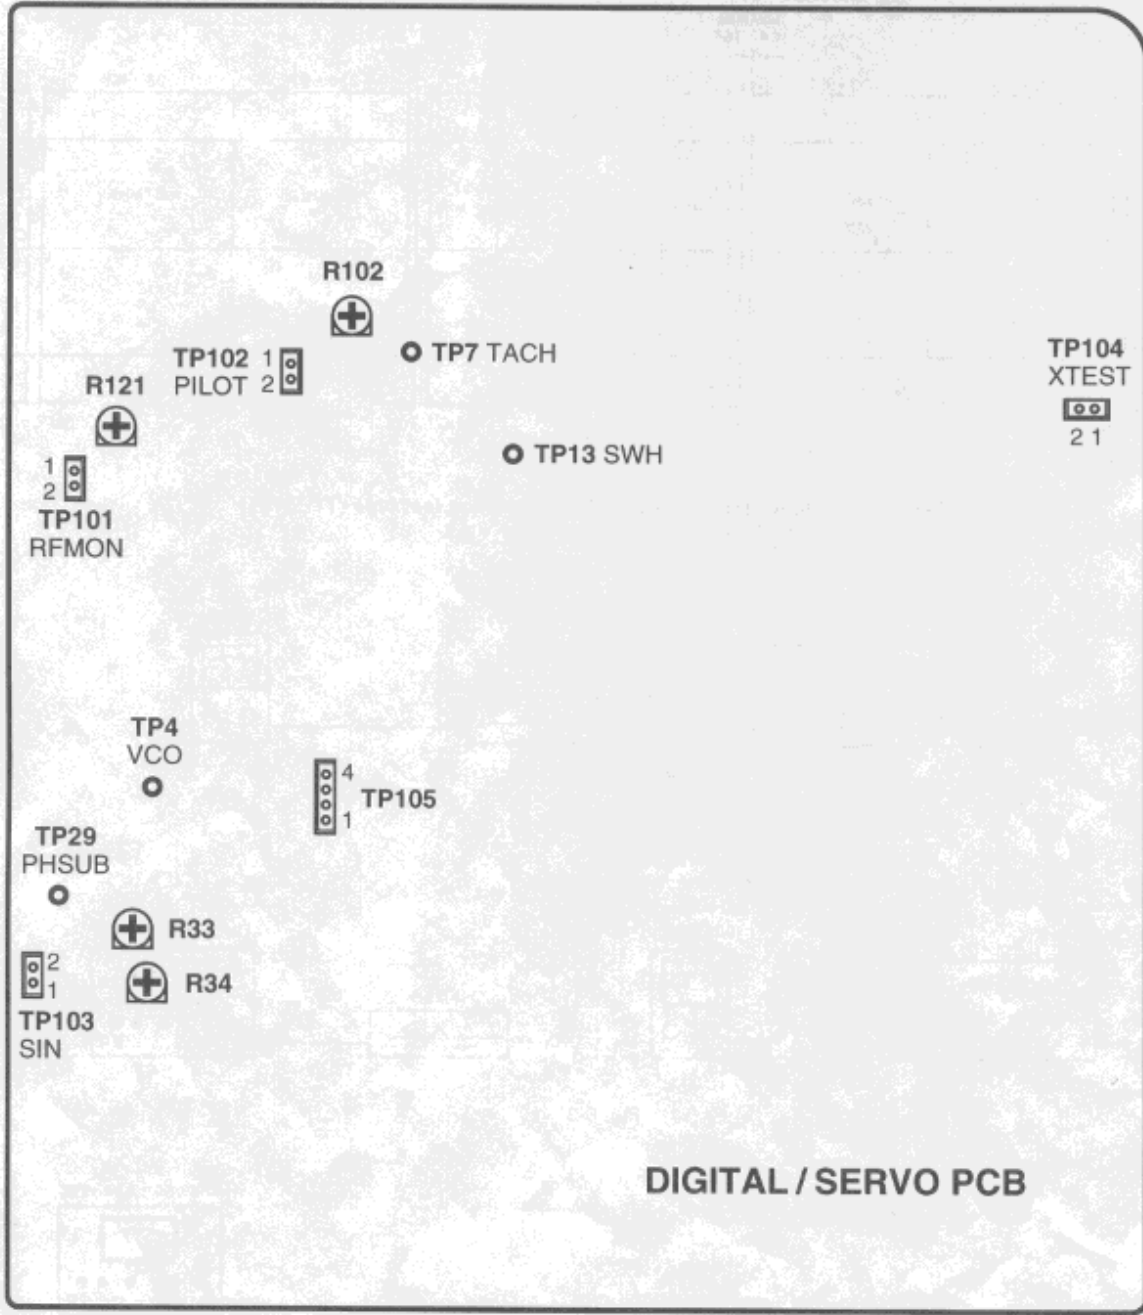 R102
TP7 TACH
TP102
PILOT
1
2
TP104
XTEST
2 1
R121
TP13 SWH
1
2
TP101
RFMON
TP4
VCO
4
TP105
1
TP29
PHSUB
R33
2
1
R34
TP103
SIN
DIGITAL / SERVO PCB